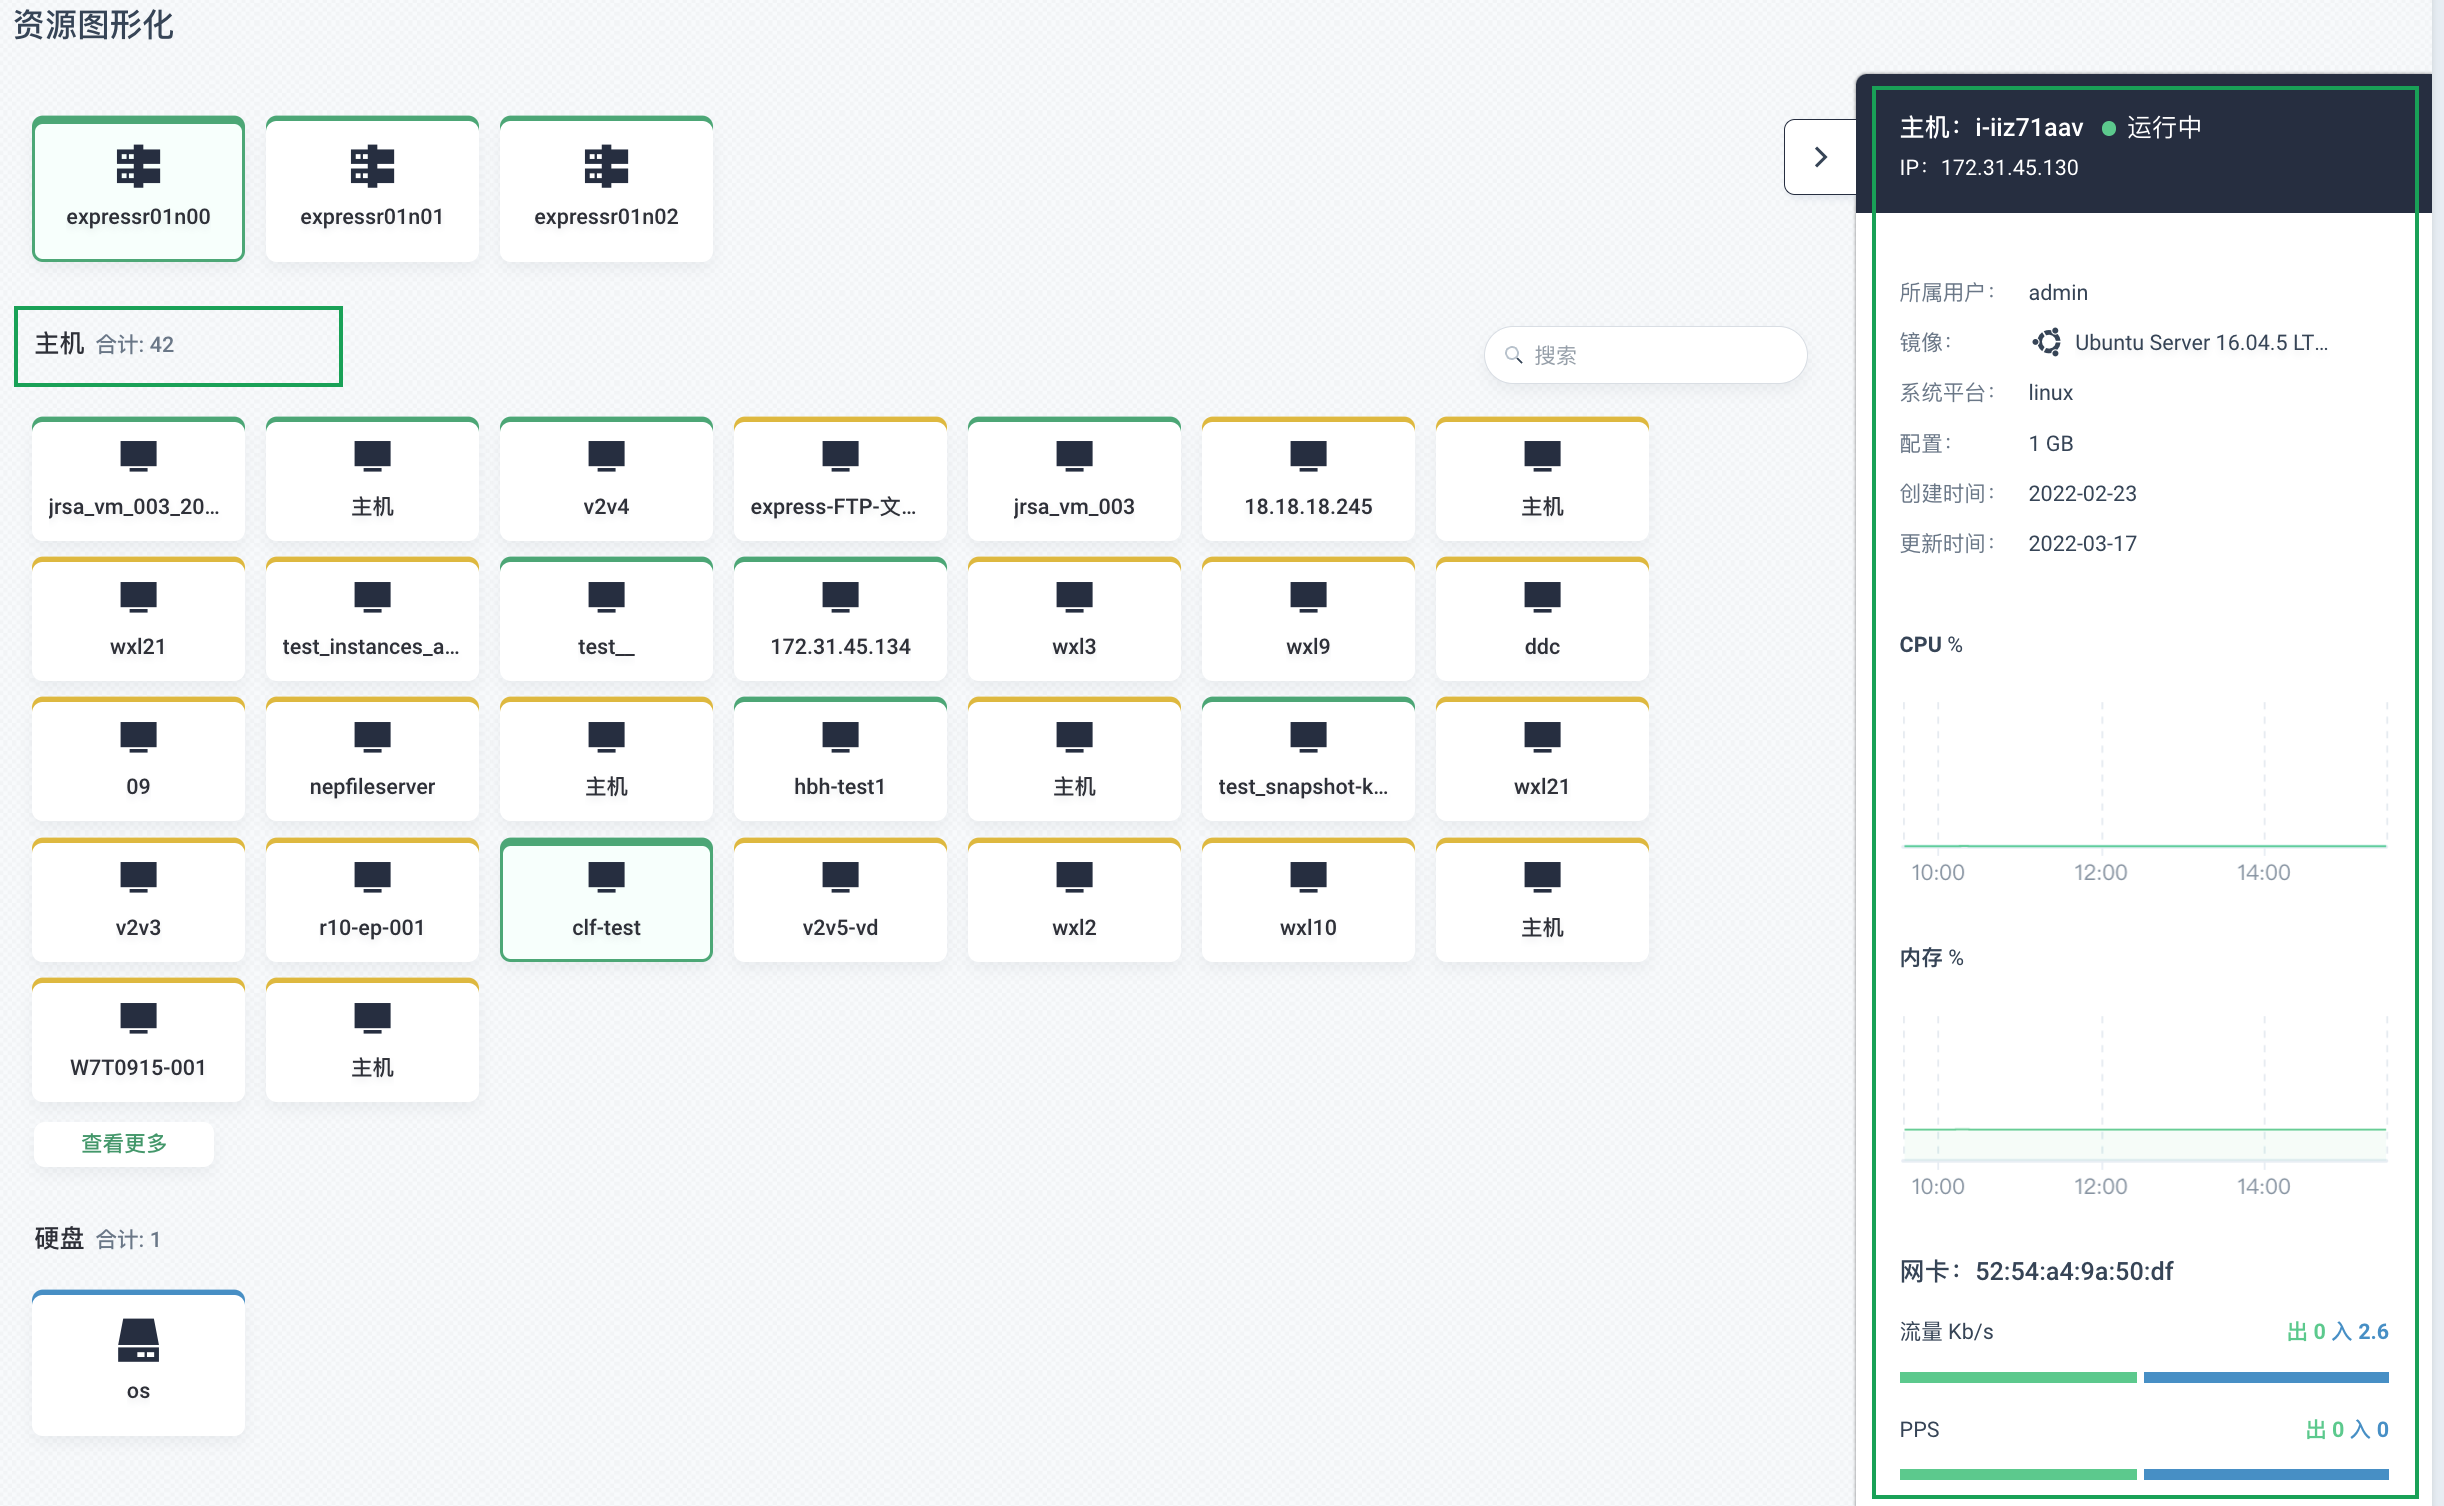 资源图形化
expressr01n00
expressr01n01
expressr01n02
主机 合计: 42
搜索
jrsa_vm_003_20...
主机
v2v4
express-FTP-文...
jrsa_vm_003
18.18.18.245
主机
wxl21
test_instances_a...
test__
172.31.45.134
wxl3
wxl9
ddc
09
nepfileserver
主机
hbh-test1
主机
test_snapshot-k...
wxl21
v2v3
r10-ep-001
clf-test
v2v5-vd
wxl2
wxl10
主机
W7T0915-001
主机
查看更多
硬盘 合计: 1
os
主机： i-iiz71aav 运行中
IP： 172.31.45.130
所属用户： admin
镜像： Ubuntu Server 16.04.5 LT...
系统平台： linux
配置： 1 GB
创建时间： 2022-02-23
更新时间： 2022-03-17
CPU %
10:00 12:00 14:00
内存 %
10:00 12:00 14:00
网卡： 52:54:a4:9a:50:df
流量 Kb/s 出 0 入 2.6
PPS 出 0 入 0